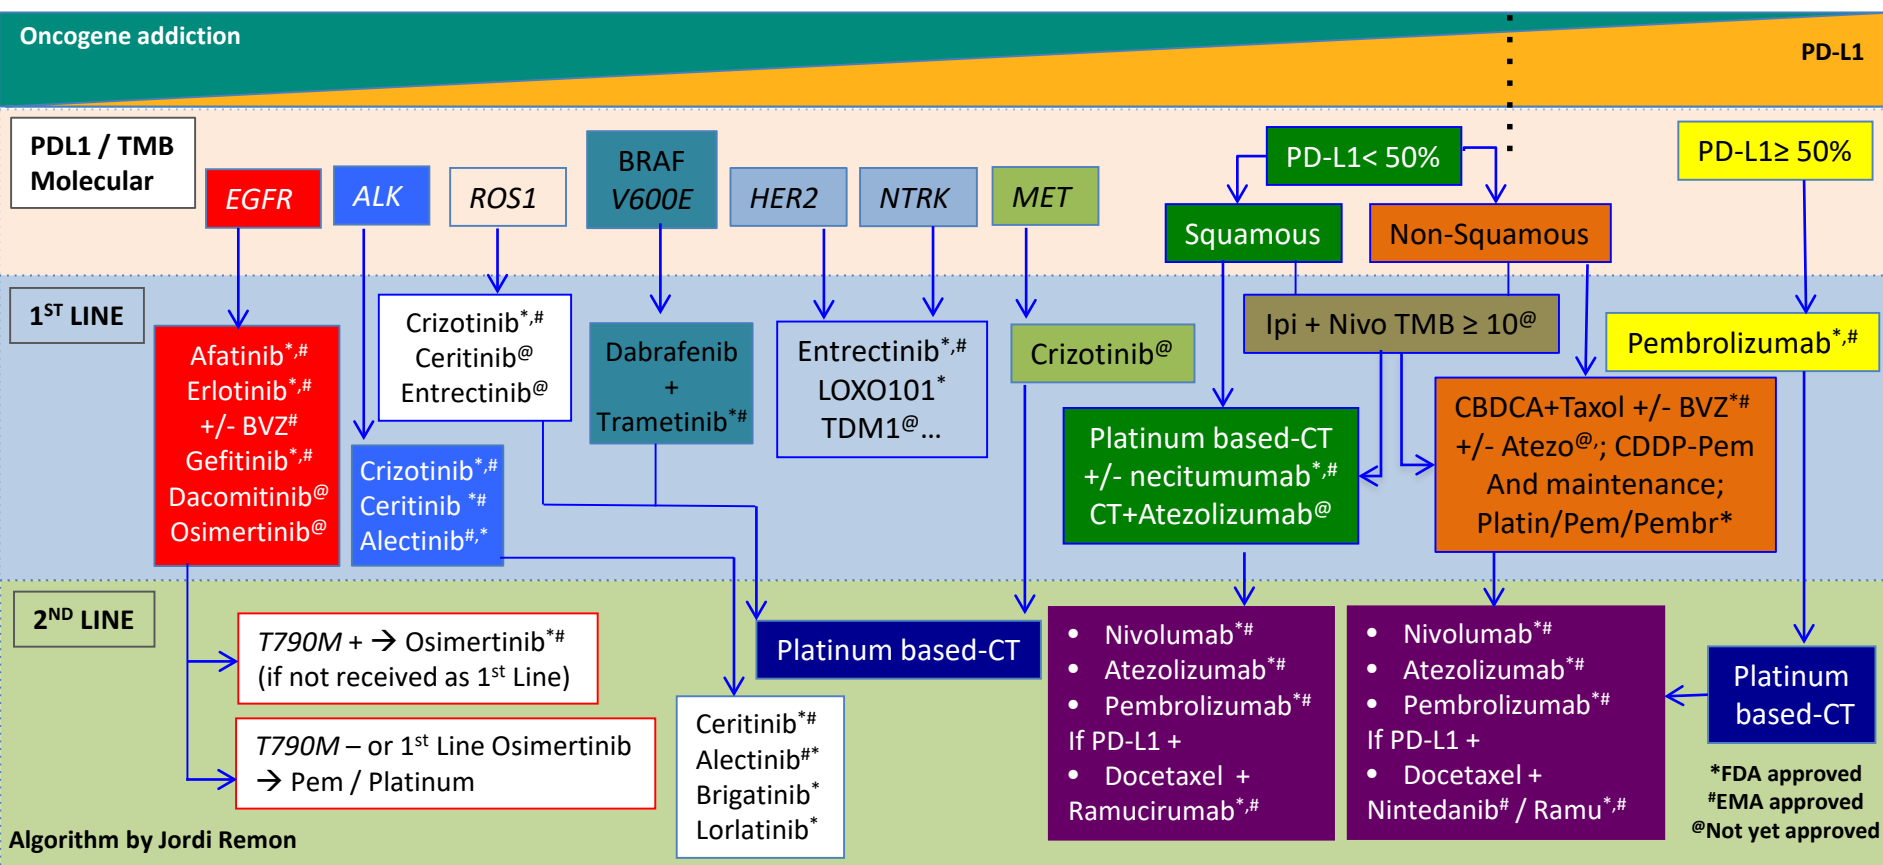 Oncogene addiction
PD-L1
PDL1 / TMB
Molecular
EGFR
ALK
ROS1
BRAF
V600E
HER2
NTRK
MET
PD-L1< 50%
PD-L1≥ 50%
Squamous
Non-Squamous
1ST LINE
Afatinib*,#
Erlotinib*,#
+/- BVZ#
Gefitinib*,#
Dacomitinib@
Osimertinib@
Crizotinib*,#
Ceritinib *#
Alectinib#,*
Crizotinib*,#
Ceritinib@
Entrectinib@
Dabrafenib
+
Trametinib*#
Entrectinib*,#
LOXO101*
TDM1@...
Crizotinib@
Ipi + Nivo TMB ≥ 10@
Pembrolizumab*,#
Platinum based-CT
+/- necitumumab*,#
CT+Atezolizumab@
CBDCA+Taxol +/- BVZ*#
+/- Atezo@,; CDDP-Pem
And maintenance;
Platin/Pem/Pembr*
2ND LINE
T790M + → Osimertinib*#
(if not received as 1st Line)
T790M – or 1st Line Osimertinib
→ Pem / Platinum
Ceritinib*#
Alectinib#*
Brigatinib*
Lorlatinib*
Platinum based-CT
• Nivolumab*#
• Atezolizumab*#
• Pembrolizumab*#
If PD-L1 +
• Docetaxel +
Ramucirumab*,#
• Nivolumab*#
• Atezolizumab*#
• Pembrolizumab*#
If PD-L1 +
• Docetaxel +
Nintedanib# / Ramu*,#
Platinum
based-CT
*FDA approved
#EMA approved
@Not yet approved
Algorithm by Jordi Remon